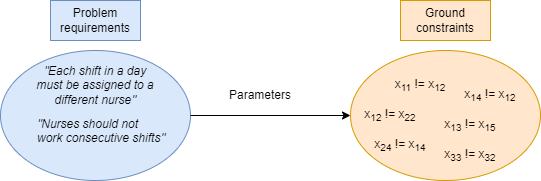 Problem
requirements
"Each shift in a day
must be assigned to a
different nurse"
"Nurses should not
work consecutive shifts"
Parameters
Ground
constraints
x11 != x12
x14 != x12
x12 != x22
x13 != x15
x24 != x14
x33 != x32